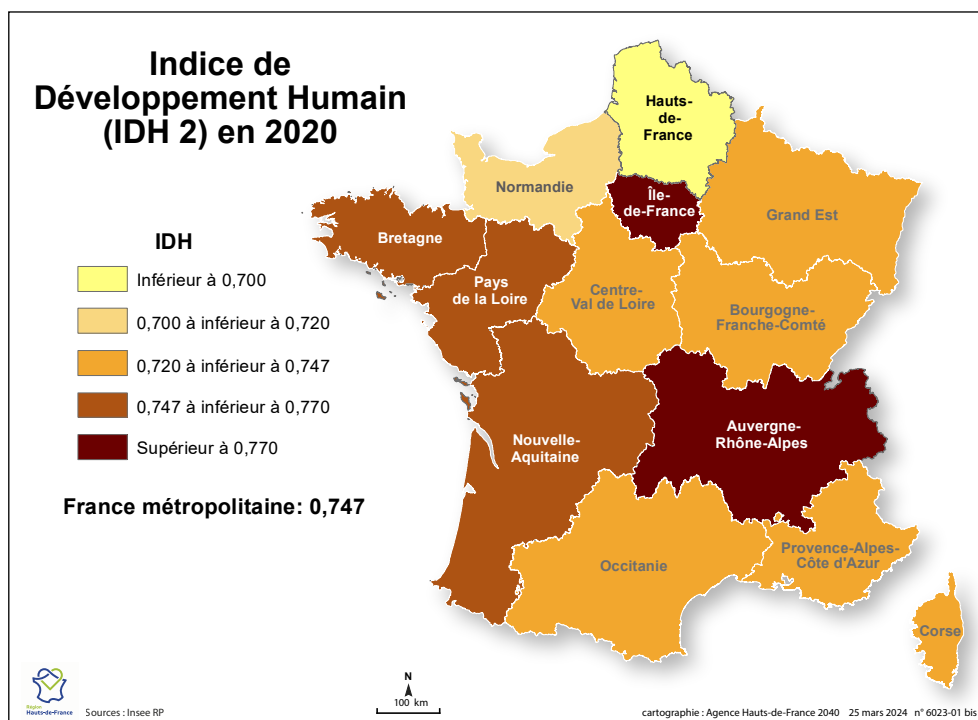 Indice de
Développement Humain
(IDH 2) en 2020
IDH
Inférieur à 0,700
0,700 à inférieur à 0,720
0,720 à inférieur à 0,747
0,747 à inférieur à 0,770
Supérieur à 0,770
France métropolitaine: 0,747
Hauts-
de-
France
Normandie
Île-
de-France
Grand Est
Bretagne
Pays
de la Loire
Centre-
Val de Loire
Bourgogne-
Franche-Comté
Nouvelle-
Aquitaine
Auvergne-
Rhône-Alpes
Occitanie
Provence-Alpes-
Côte d'Azur
Corse
Région
Hauts-de-France
Sources : Insee RP
N
100 km
cartographie : Agence Hauts-de-France 2040 25 mars 2024 n° 6023-01 bis